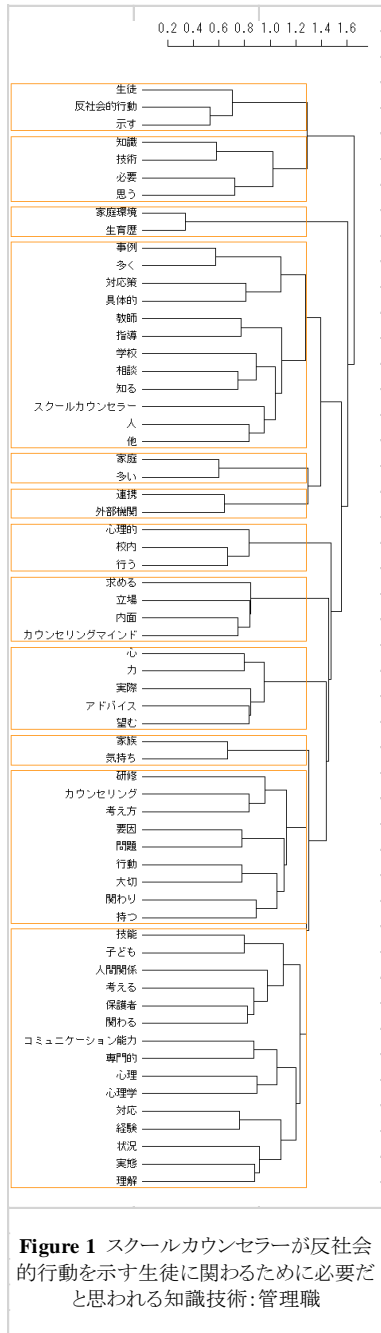 0.2 0.4 0.6 0.8 1.0 1.2 1.4 1.6
生徒
反社会的行動
示す
知識
技術
必要
思う
家庭環境
生育歴
事例
多く
対応策
具体的
教師
指導
学校
相談
知る
スクールカウンセラー
人
他
家庭
多い
連携
外部機関
心理的
校内
行う
求める
立場
内面
カウンセリングマインド
心
力
実際
アドバイス
望む
家族
気持ち
研修
カウンセリング
考え方
要因
問題
行動
大切
関わり
持つ
技能
子ども
人間関係
考える
保護者
関わる
コミュニケーション能力
専門的
心理
心理学
対応
経験
状況
実態
理解
Figure 1 スクールカウンセラーが反社会
的行動を示す生徒に関わるために必要だ
と思われる知識技術：管理職